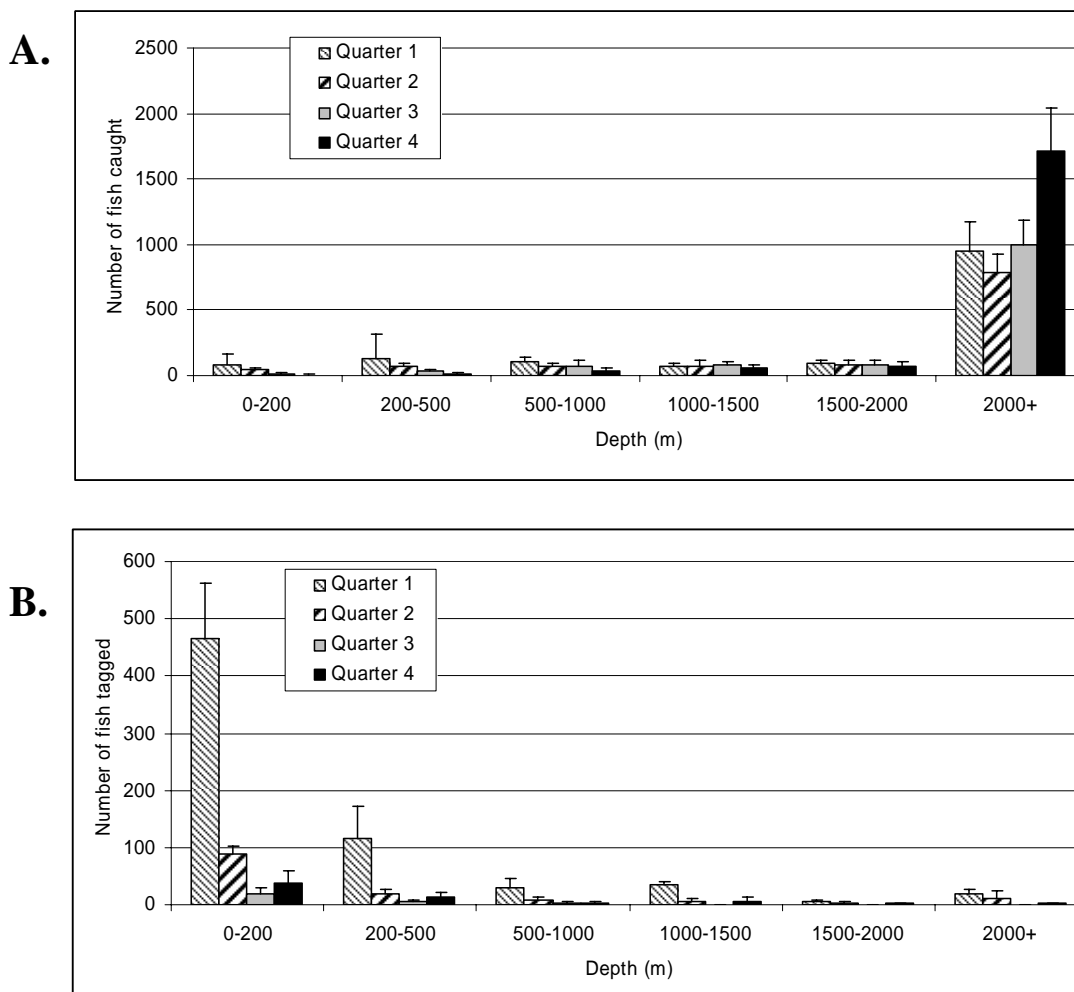 A.
Number of fish caught
2500
2000
1500
1000
500
0
Quarter 1
Quarter 2
Quarter 3
Quarter 4
0-200 200-500 500-1000 1000-1500 1500-2000 2000+
Depth (m)
B.
Number of fish tagged
600
500
400
300
200
100
0
Quarter 1
Quarter 2
Quarter 3
Quarter 4
0-200 200-500 500-1000 1000-1500 1500-2000 2000+
Depth (m)